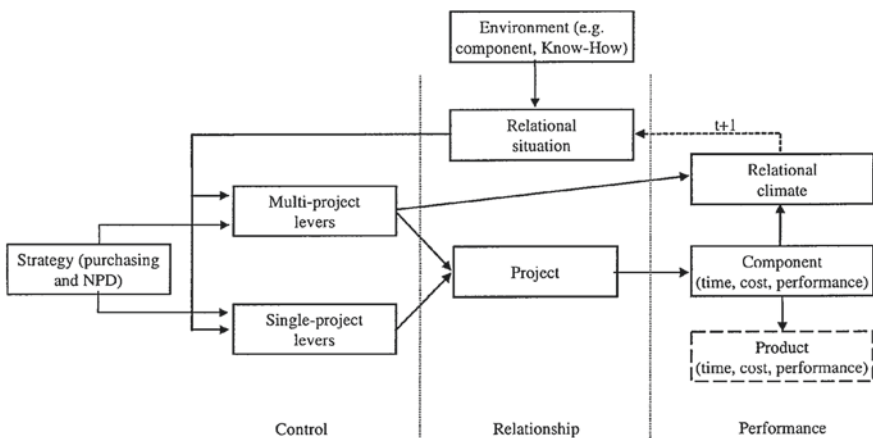 Environment (e.g.
component, Know-How)
Relational
situation
t+1
Relational
climate
Multi-project
levers
Strategy (purchasing
and NPD)
Project
Component
(time, cost, performance)
Single-project
levers
Product
(time, cost, performance)
Control
Relationship
Performance